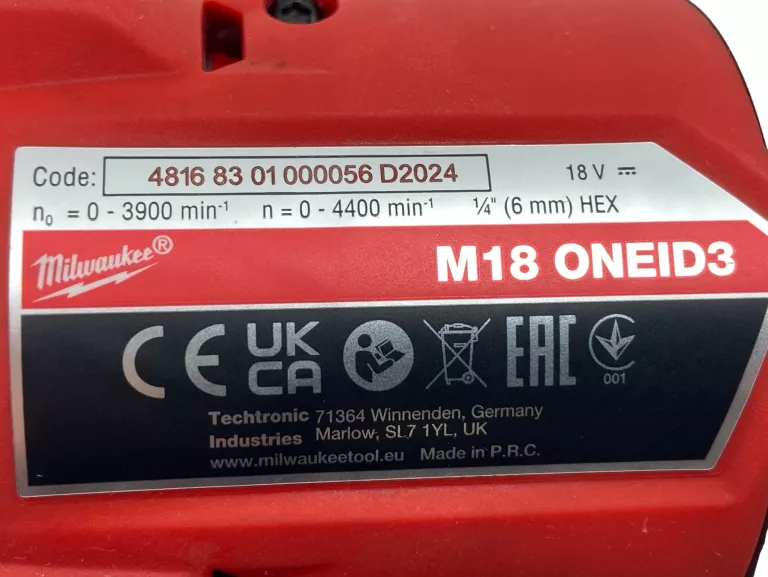 Code: 4816 83 01 000056 D2024 18 V ⎓
n₀ = 0 - 3900 min⁻¹ n = 0 - 4400 min⁻¹ ¼" (6 mm) HEX
Milwaukee® M18 ONEID3
CE UK CA EAC
001
Techtronic 71364 Winnenden, Germany
Industries Marlow, SL7 1YL, UK
www.milwaukeetool.eu Made in P.R.C.